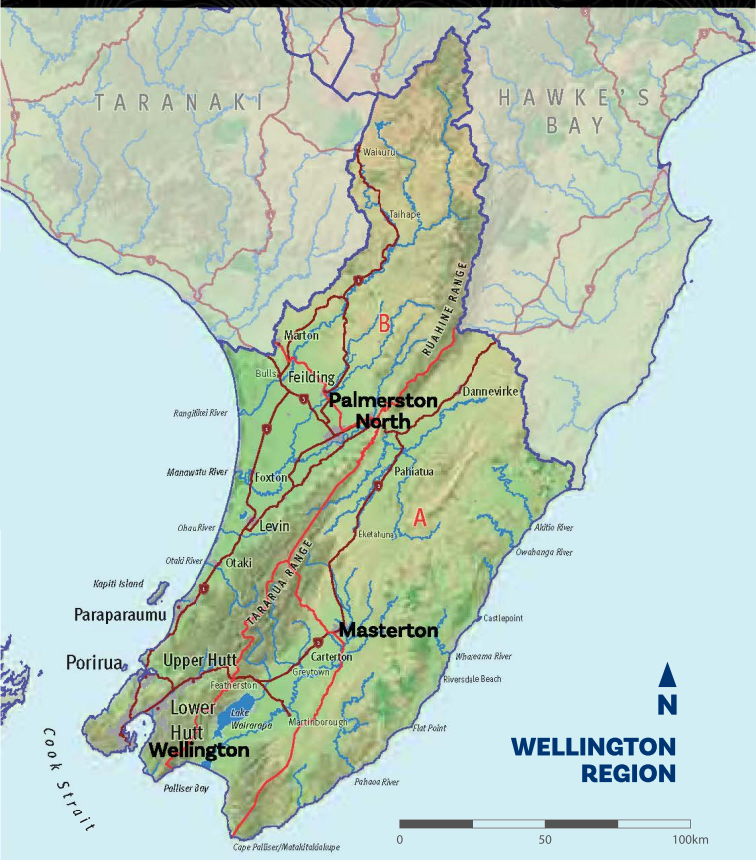 TARANAKI
HAWKE'S
BAY
Waiouru
Taihape
RUAHINE RANGE
B
Marton
Bulls
Feilding
Palmerston
North
Dannevirke
Rangitikei River
Manawatu River
Foxton
Pahiatua
A
Ohau River
Levin
Eketahuna
Akitio River
Owahanga River
Otaki River
Otaki
TARARUA RANGE
Kapiti Island
Paraparaumu
Masterton
Castlepoint
Porirua
Upper Hutt
Carterton
Greytown
Whareama River
Featherston
Riversdale Beach
Lower
Hutt
Lake
Wairarapa
Martinborough
Flat Point
Wellington
Cook Strait
Palliser Bay
Pahaoa River
Cape Palliser/Matakitakiakupe
N
WELLINGTON
REGION
0 50 100km